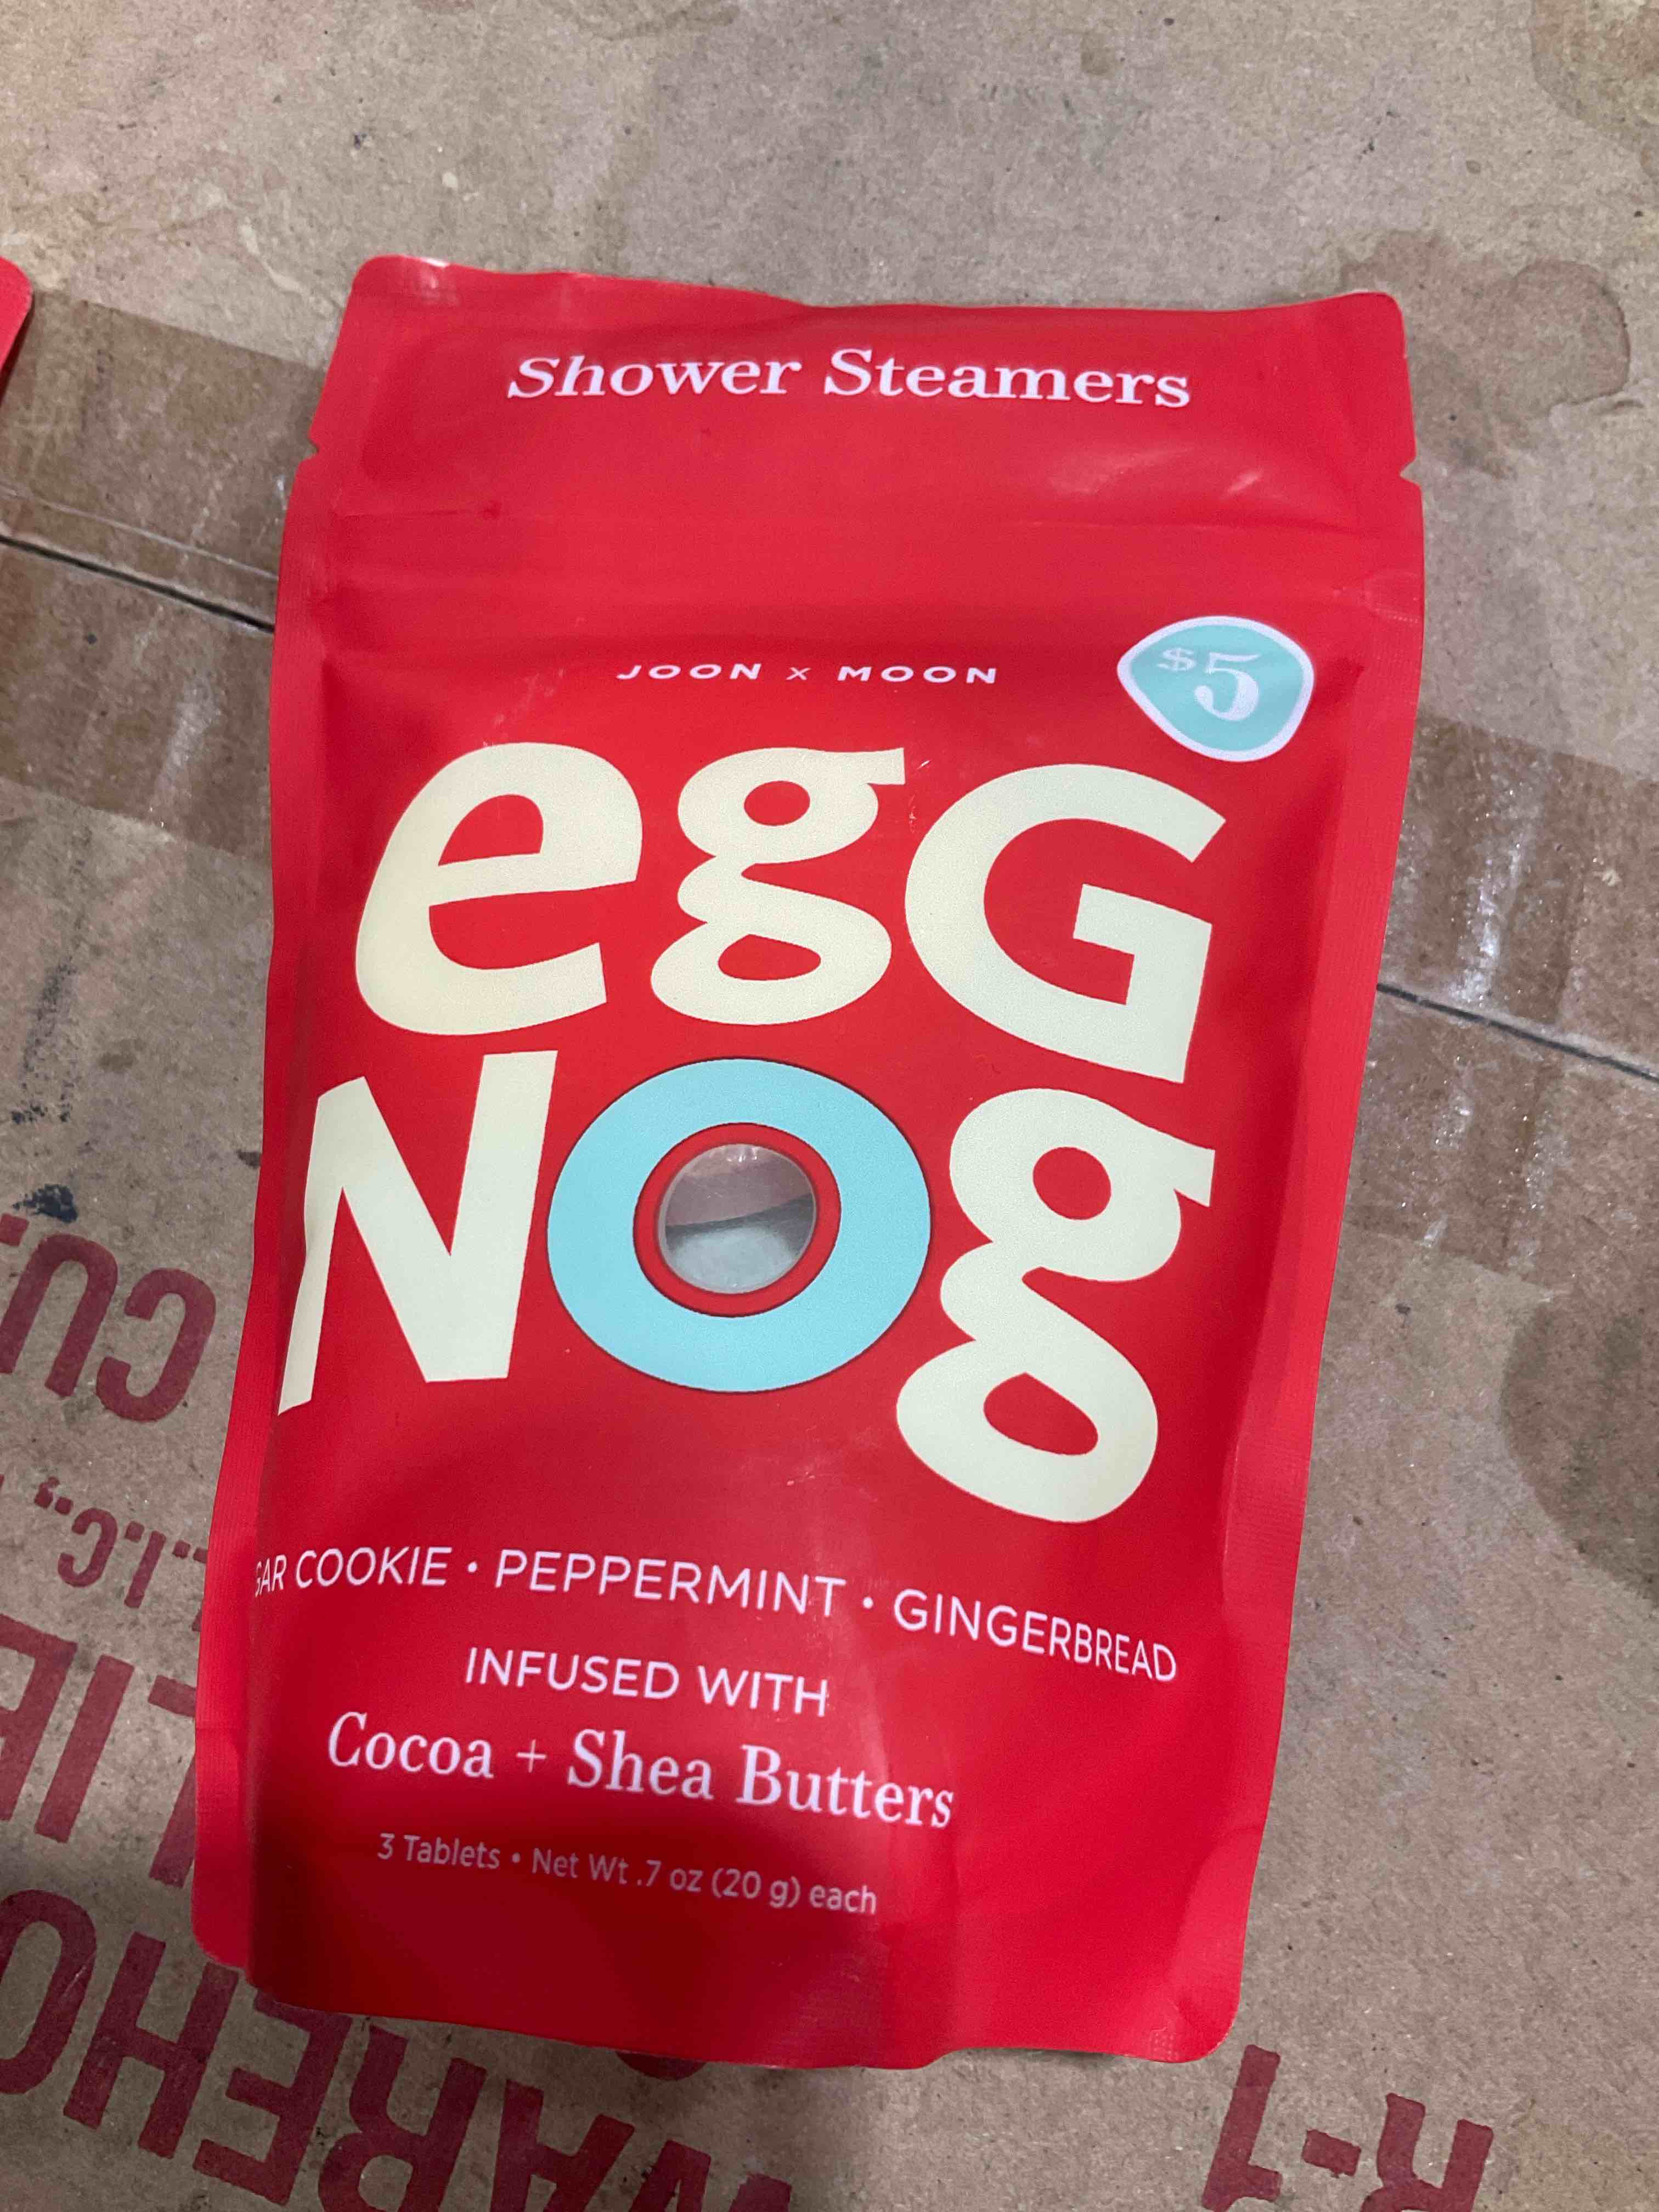 Shower Steamers
JOON x MOON
$5
egG
NOg
GAR COOKIE • PEPPERMINT • GINGERBREAD
INFUSED WITH
Cocoa + Shea Butters
3 Tablets • Net Wt .7 oz (20 g) each
R-1